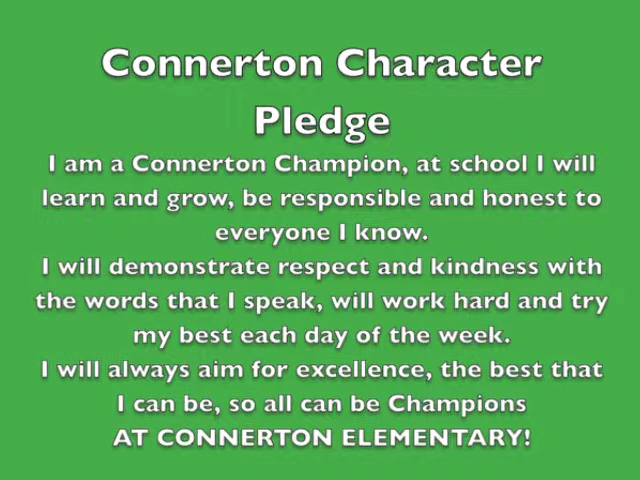 Connerton Character
Pledge
I am a Connerton Champion, at school I will
learn and grow, be responsible and honest to
everyone I know.
I will demonstrate respect and kindness with
the words that I speak, will work hard and try
my best each day of the week.
I will always aim for excellence, the best that
I can be, so all can be Champions
AT CONNERTON ELEMENTARY!